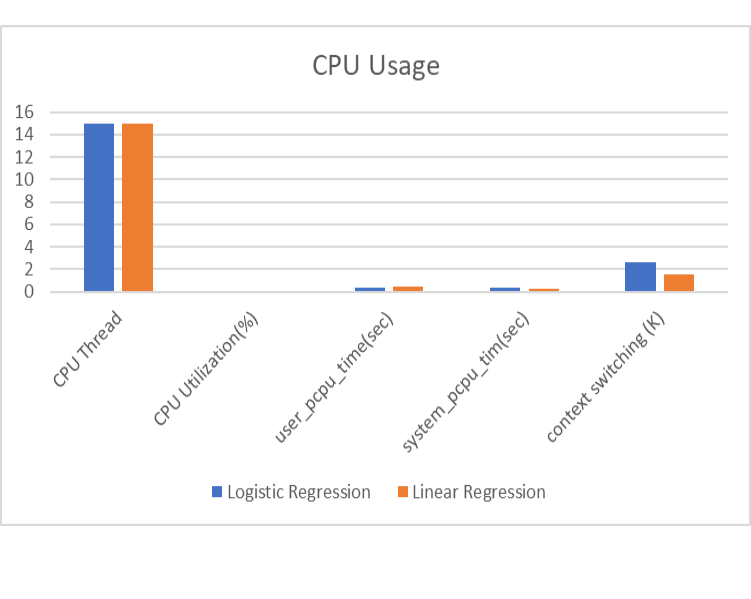 CPU Usage
16
14
12
10
8
6
4
2
0
CPU Thread
CPU Utilization(%)
user_pcpu_time(sec)
system_pcpu_tim(sec)
context switching (K)
Logistic Regression
Linear Regression